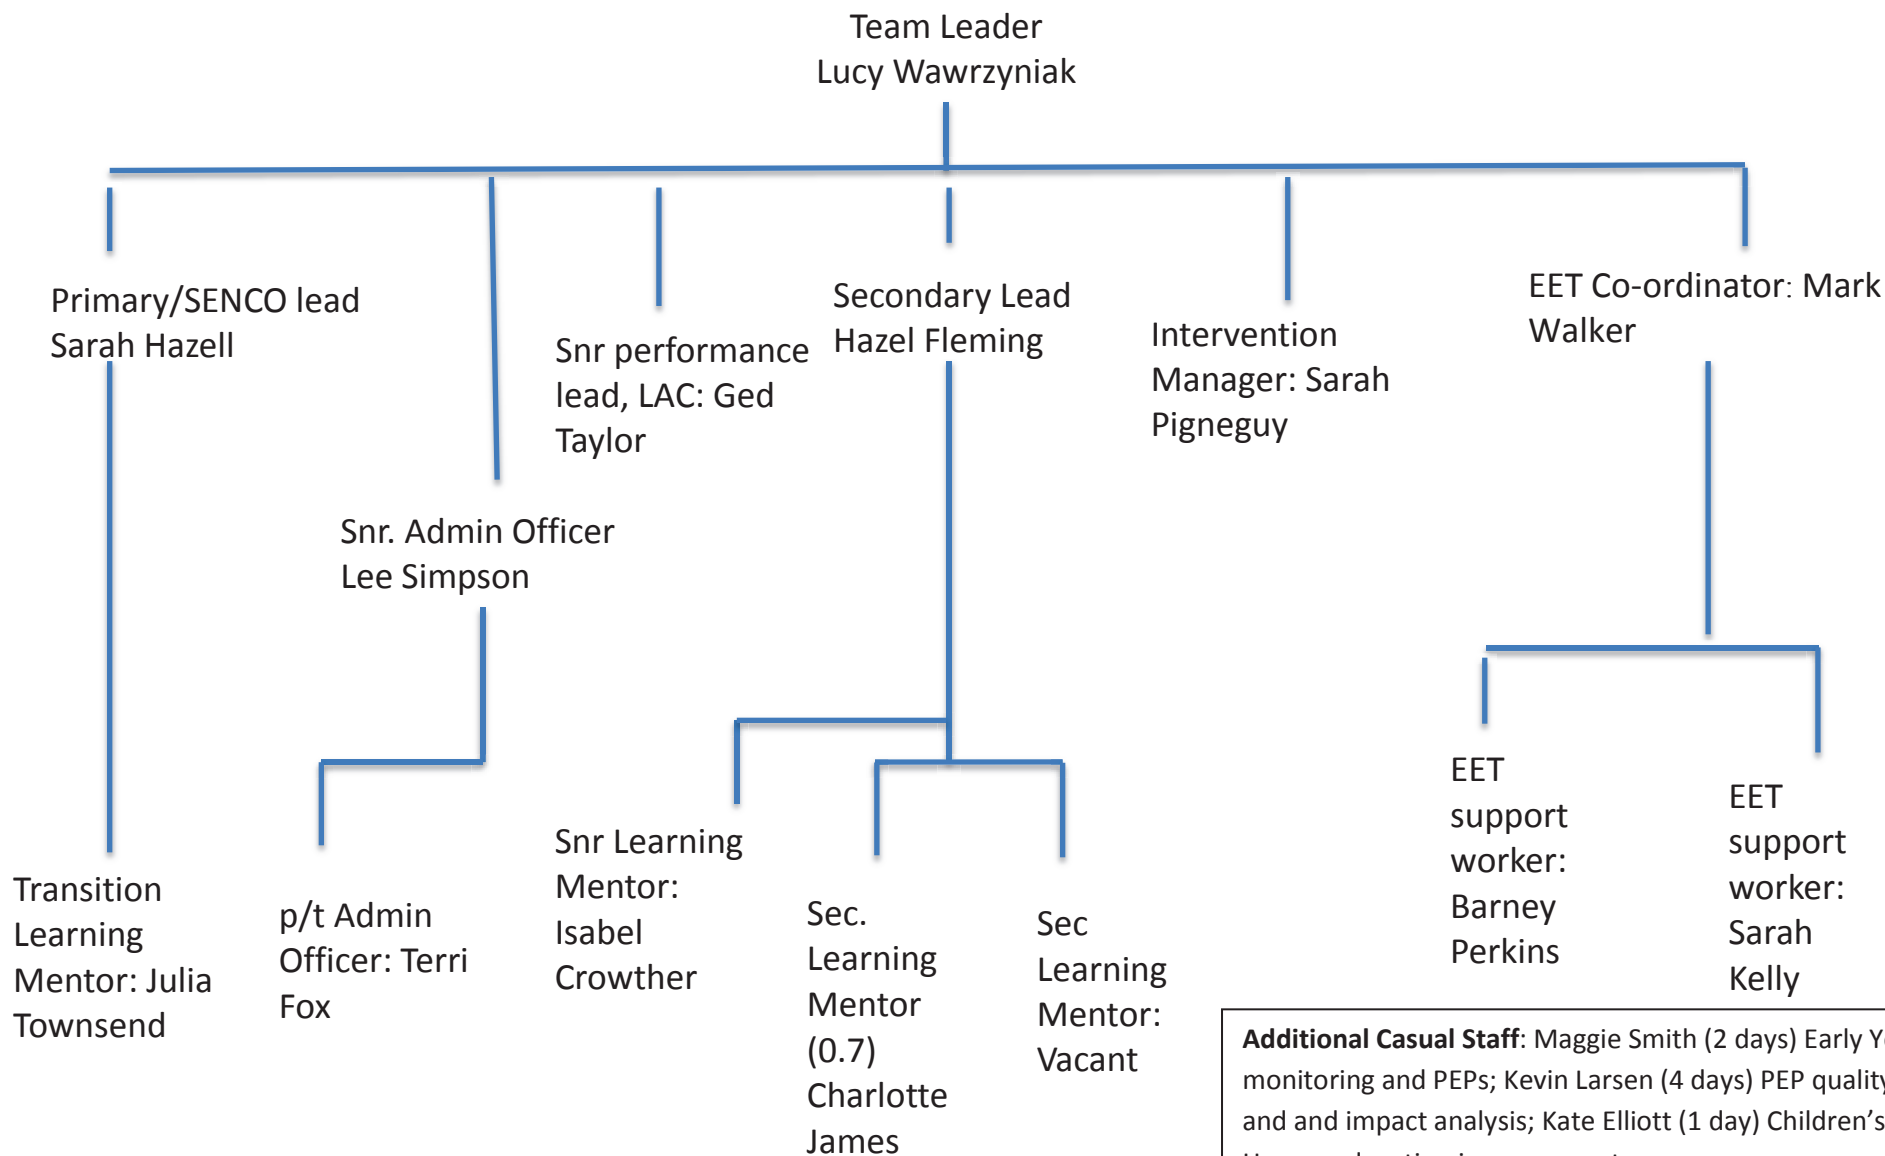 Team Leader
Lucy Wawrzyniak
Primary/SENCO lead
Sarah Hazell
Snr. Admin Officer
Lee Simpson
Snr performance
lead, LAC: Ged
Taylor
Secondary Lead
Hazel Fleming
Intervention
Manager: Sarah
Pigneguy
EET Co-ordinator: Mark
Walker
Transition
Learning
Mentor: Julia
Townsend
p/t Admin
Officer: Terri
Fox
Snr Learning
Mentor:
Isabel
Crowther
Sec.
Learning
Mentor
(0.7)
Charlotte
James
Sec
Learning
Mentor:
Vacant
EET
support
worker:
Barney
Perkins
EET
support
worker:
Sarah
Kelly
Additional Casual Staff: Maggie Smith (2 days) Early
monitoring and PEPs; Kevin Larsen (4 days) PEP quality
and and impact analysis; Kate Elliott (1 day) Children's